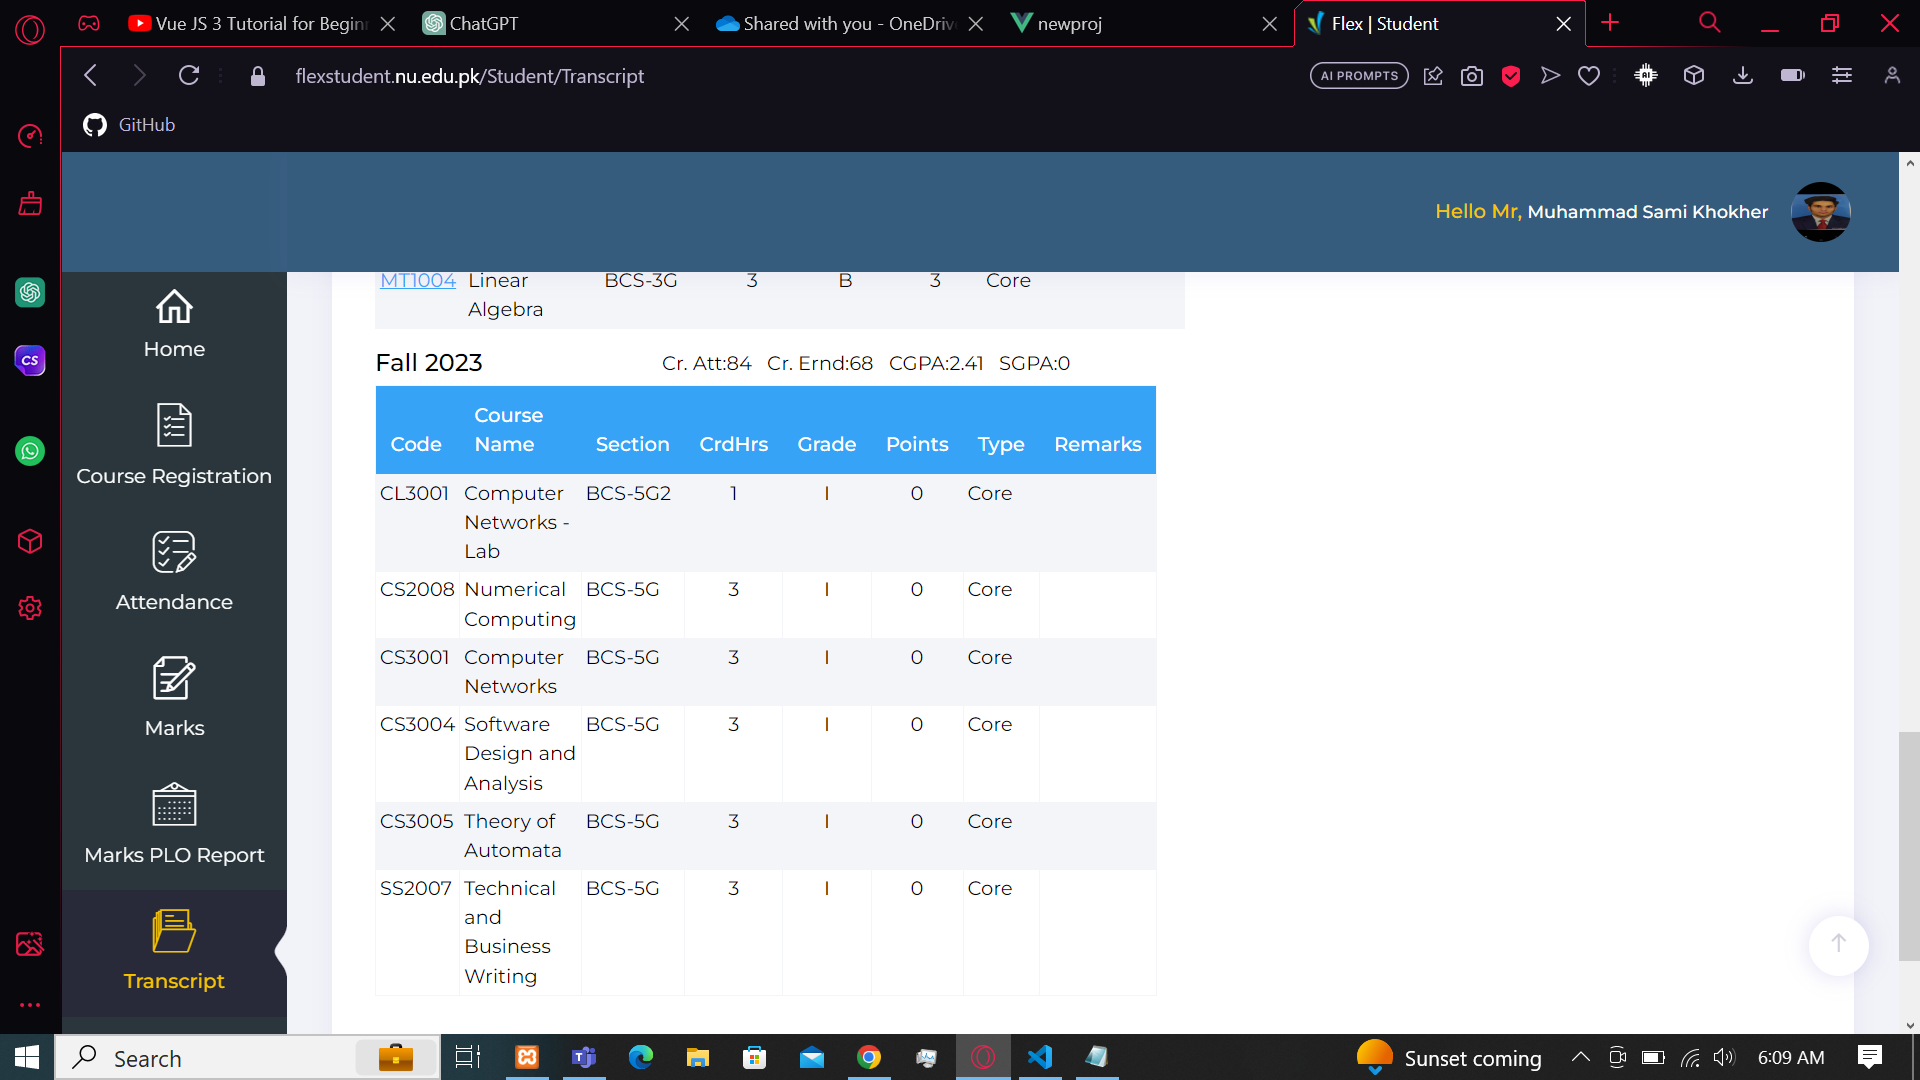 Vue JS 3 Tutorial for Begin
ChatGPT
Shared with you - OneDriv
newproj
Flex | Student
flexstudent.nu.edu.pk/Student/Transcript
AI PROMPTS
GitHub
Hello Mr, Muhammad Sami Khokher
Home
Course Registration
Attendance
Marks
Marks PLO Report
Transcript
MT1004 Linear Algebra BCS-3G 3 B 3 Core
Fall 2023 Cr. Att:84 Cr. Ernd:68 CGPA:2.41 SGPA:0
Code Course Name Section CrdHrs Grade Points Type Remarks
CL3001 Computer Networks - Lab BCS-5G2 1 I 0 Core
CS2008 Numerical Computing BCS-5G 3 I 0 Core
CS3001 Computer Networks BCS-5G 3 I 0 Core
CS3004 Software Design and Analysis BCS-5G 3 I 0 Core
CS3005 Theory of Automata BCS-5G 3 I 0 Core
SS2007 Technical and Business Writing BCS-5G 3 I 0 Core
CS
Search
Sunset coming
6:09 AM